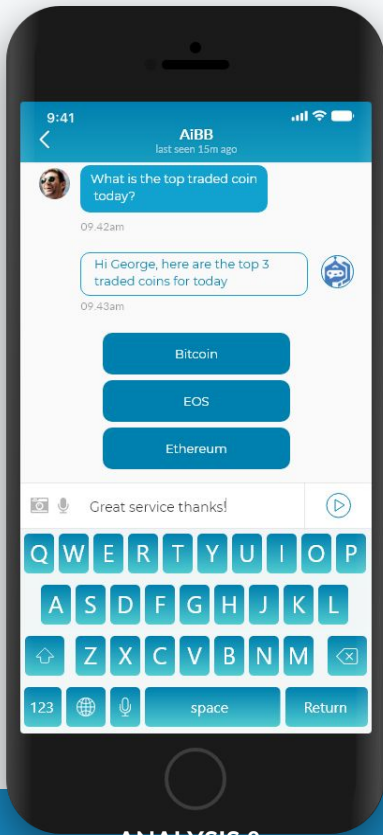 9:41
AiBB
last seen 15m ago
What is the top traded coin
today?
09.42am
Hi George, here are the top 3
traded coins for today
09.43am
Bitcoin
EOS
Ethereum
Great service thanks!
Q W E R T Y U I O P
A S D F G H J K L
Z X C V B N M
123 space Return